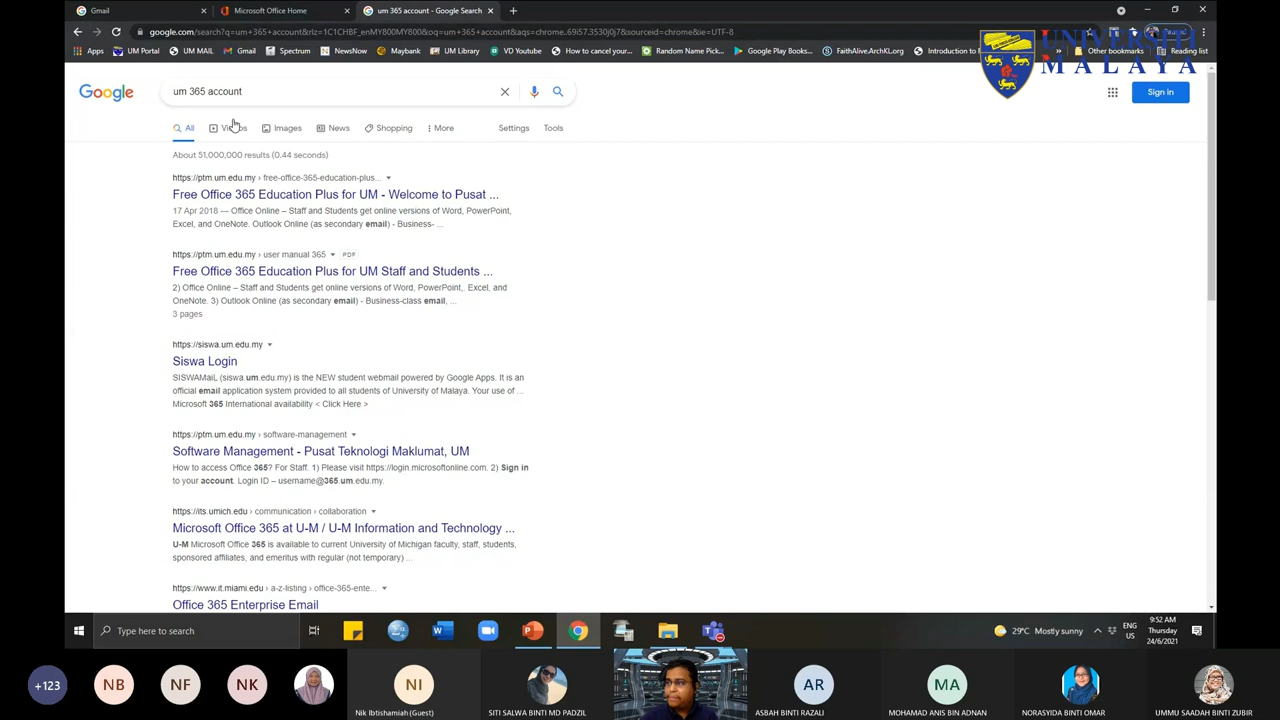 Gmail
Microsoft Office Home
um 365 account - Google Search
google.com/search?q=um+365+account&rlz=1C1CHBF_enMY800MY800&oq=um+365+account&aqs=chrome..69i57.3530j0j7&sourceid=chrome&ie=UTF-8
Apps UM Portal UM MAIL Gmail Spectrum NewsNow Maybank UM Library VD Youtube How to cancel your... Random Name Pick... Google Play Books... FaithAlive.ArchKL.org Introduction to Other bookmarks Reading list
UNIVERSITI
MALAYA
Google
um 365 account
Sign in
All Videos Images News Shopping More Settings Tools
About 51,000,000 results (0.44 seconds)
https://ptm.um.edu.my › free-office-365-education-plus...
Free Office 365 Education Plus for UM - Welcome to Pusat ...
17 Apr 2018 — Office Online – Staff and Students get online versions of Word, PowerPoint,
Excel, and OneNote. Outlook Online (as secondary email) - Business- ...
https://ptm.um.edu.my › user manual 365 PDF
Free Office 365 Education Plus for UM Staff and Students ...
2) Office Online – Staff and Students get online versions of Word, PowerPoint,. Excel, and
OneNote. 3) Outlook Online (as secondary email) - Business-class email, ...
3 pages
https://siswa.um.edu.my
Siswa Login
SISWAMaiL (siswa.um.edu.my) is the NEW student webmail powered by Google Apps. It is an
official email application system provided to all students of University of Malaya. Your use of ...
Microsoft 365 International availability < Click Here >
https://ptm.um.edu.my › software-management
Software Management - Pusat Teknologi Maklumat, UM
How to access Office 365? For Staff. 1) Please visit https://login.microsoftonline.com. 2) Sign in
to your account. Login ID – username@365.um.edu.my.
https://its.umich.edu › communication › collaboration
Microsoft Office 365 at U-M / U-M Information and Technology ...
U-M Microsoft Office 365 is available to current University of Michigan faculty, staff, students,
sponsored affiliates, and emeritus with regular (not temporary) ...
https://www.it.miami.edu › a-z-listing › office-365-ente...
Office 365 Enterprise Email
Type here to search
29°C Mostly sunny
ENG
US
9:52 AM
Thursday
24/6/2021
+123
NB
NF
NK
NI
AR
MA
Nik Ibtishamiah (Guest)
SITI SALWA BINTI MD PADZIL
ASBAH BINTI RAZALI
MOHAMAD ANIS BIN ADNAN
NORASYIDA BINTI OMAR
UMMU SAADAH BINTI ZUBIR